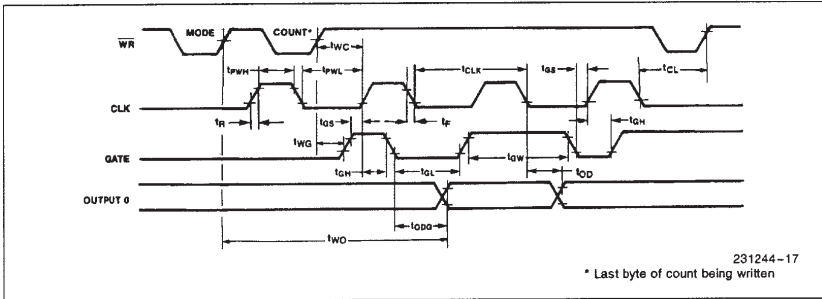 WR
MODE
COUNT*
tWC
tPWH
tPWL
tCLK
tGS
tCL
CLK
tR
tGS
tF
tGH
tWG
GATE
tGH
tGL
tGW
tOD
OUTPUT O
tODG
tWO
231244–17
* Last byte of count being written